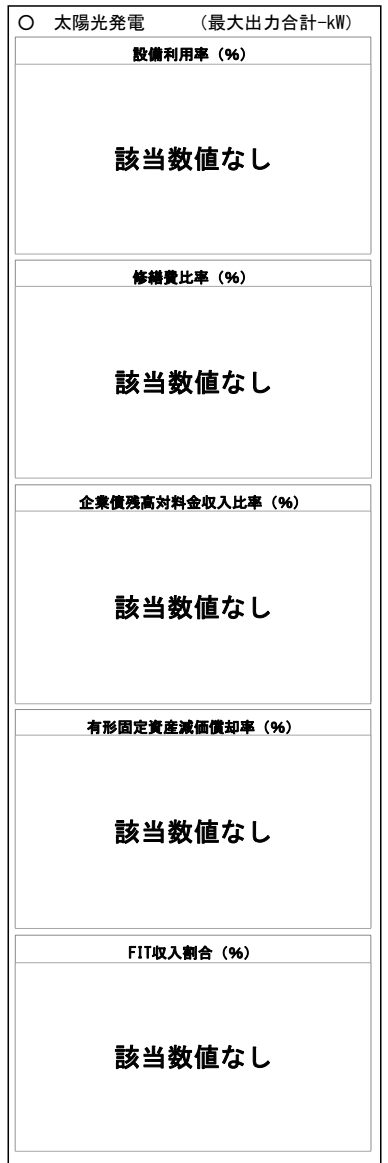 ○ 太陽光発電 (最大出力合計-kW)
設備利用率(%)
該当数値なし
修繕費比率(%)
該当数値なし
企業債残高対料金収入比率(%)
該当数値なし
有形固定資産減価償却率(%)
該当数値なし
FIT収入割合(%)
該当数値なし